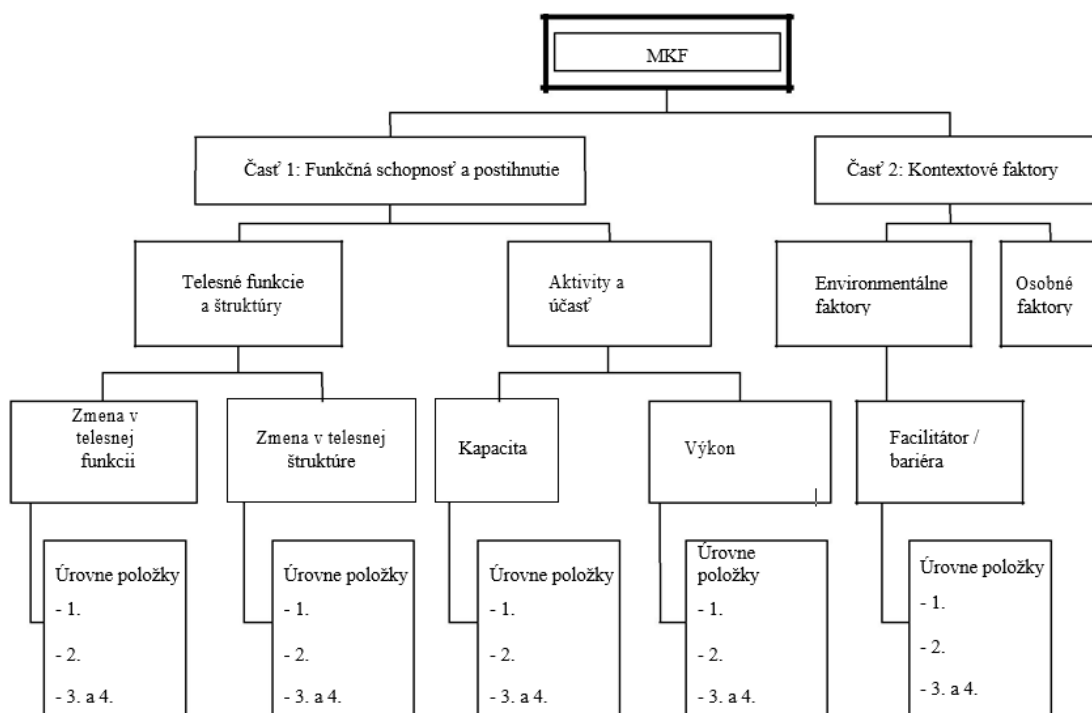 MKF
Časť 1: Funkčná schopnosť a postihnutie
Časť 2: Kontextové faktory
Telesné funkcie
a štruktúry
Aktivity a
účasť
Environmentálne
faktory
Osobné
faktory
Zmena v
telesnej
funkcii
Zmena v telesnej
štruktúre
Kapacita
Výkon
Facilitátor /
bariéra
Úrovne položky
- 1.
- 2.
- 3. a 4.
Úrovne položky
- 1.
- 2.
- 3. a 4.
Úrovne položky
- 1.
- 2.
- 3. a 4.
Úrovne
položky
- 1.
- 2.
- 3. a 4.
Úrovne položky
- 1.
- 2.
- 3. a 4.